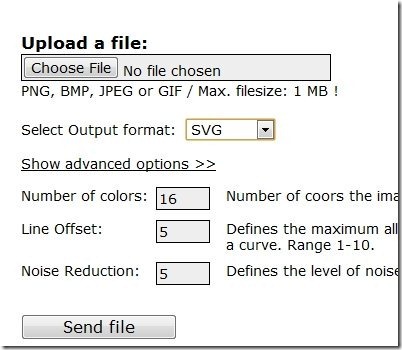 Upload a file:
Choose File No file chosen
PNG, BMP, JPEG or GIF / Max. filesize: 1 MB !
Select Output format: SVG
Show advanced options >>
Number of colors: 16 Number of coors the
Line Offset: 5 Defines the maximum all
a curve. Range 1-10.
Noise Reduction: 5 Defines the level of noise
Send file